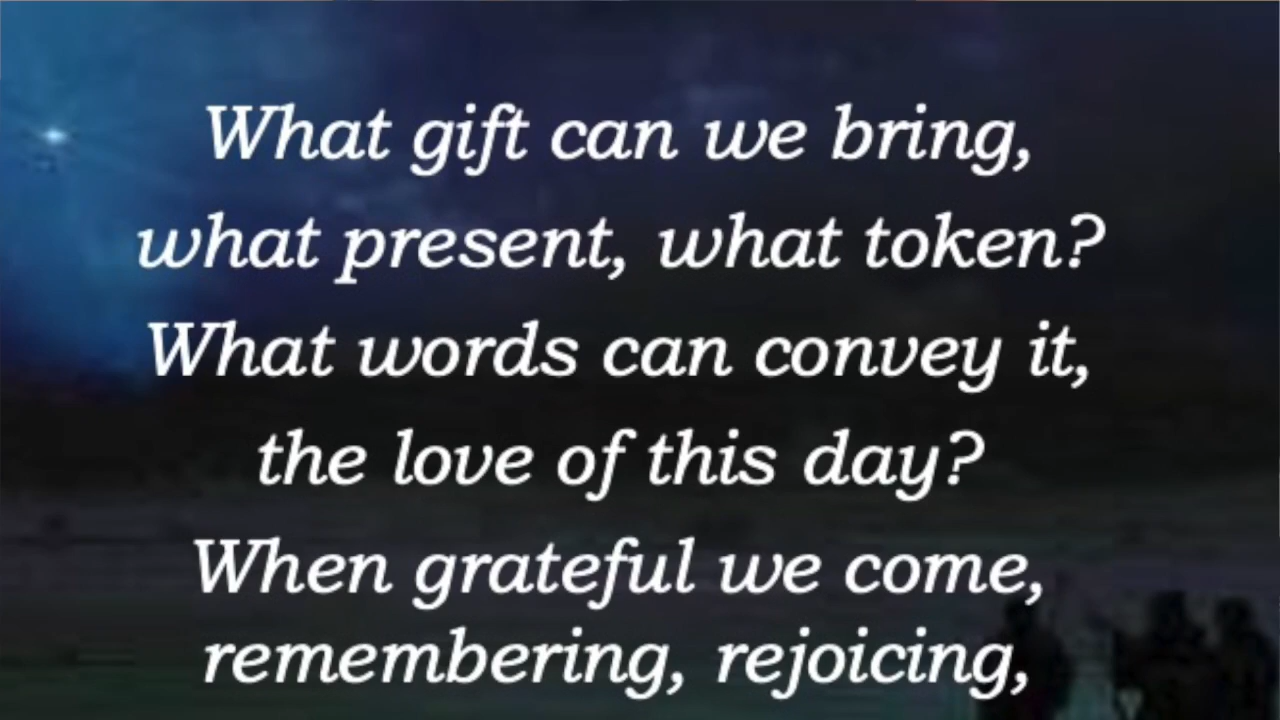 What gift can we bring,
what present, what token?
What words can convey it,
the love of this day?
When grateful we come,
remembering, rejoicing,